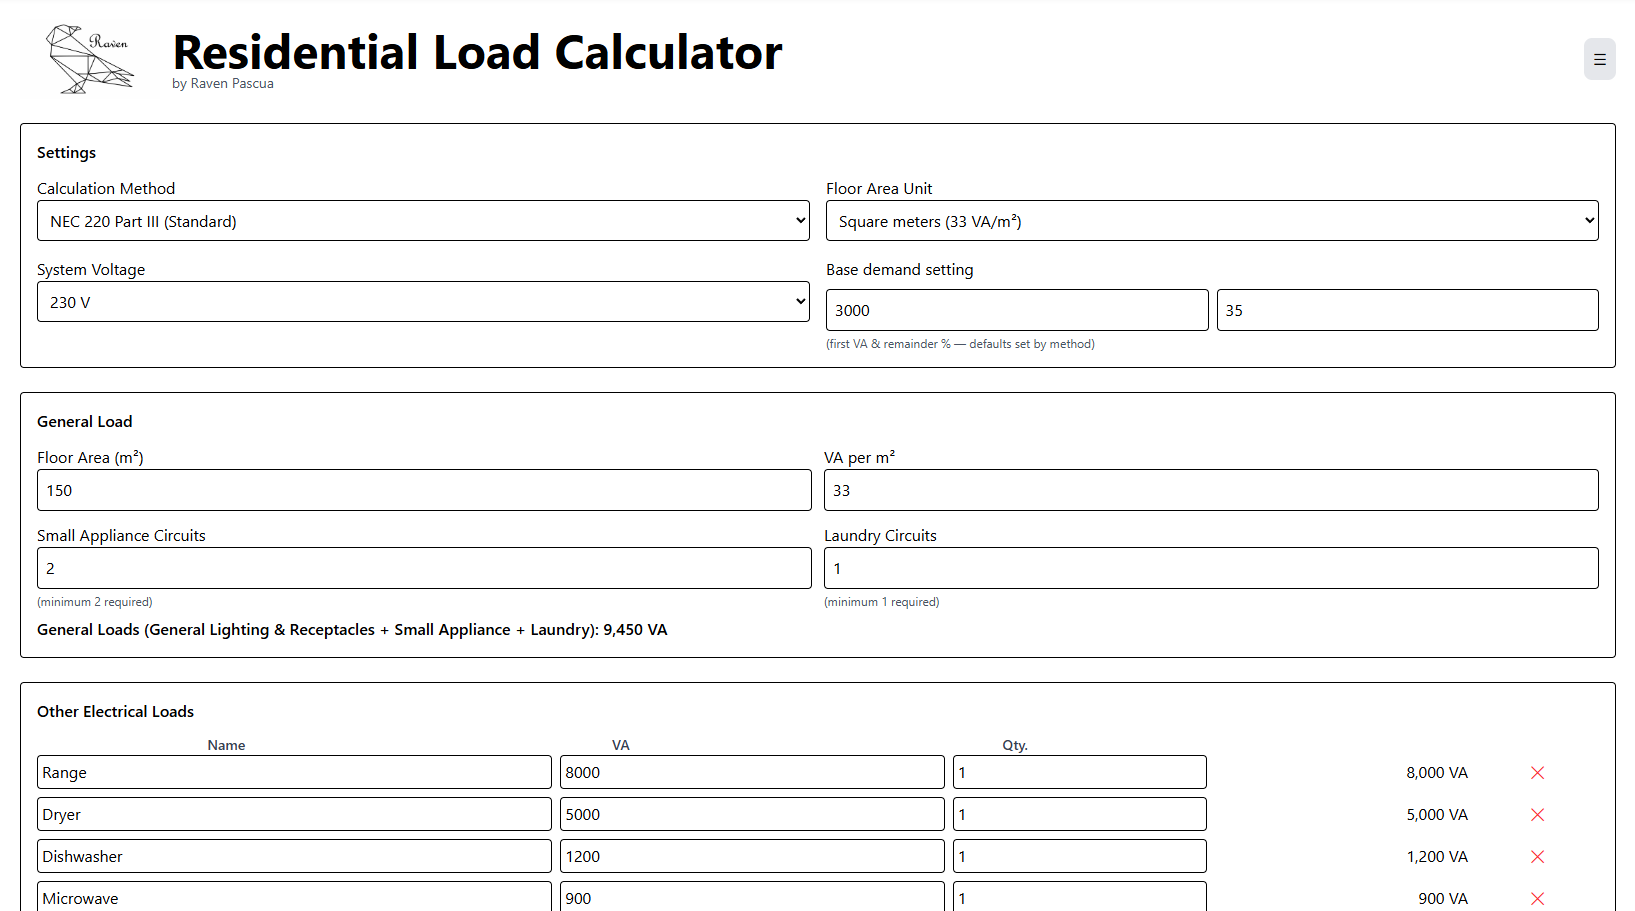 Raven
Residential Load Calculator
by Raven Pascua
☰
Settings
Calculation Method
Floor Area Unit
NEC 220 Part III (Standard)
Square meters (33 VA/m²)
System Voltage
Base demand setting
230 V
3000
35
(first VA & remainder % — defaults set by method)
General Load
Floor Area (m²)
VA per m²
150
33
Small Appliance Circuits
Laundry Circuits
2
1
(minimum 2 required)
(minimum 1 required)
General Loads (General Lighting & Receptacles + Small Appliance + Laundry): 9,450 VA
Other Electrical Loads
Name VA Qty.
Range 8000 1 8,000 VA
Dryer 5000 1 5,000 VA
Dishwasher 1200 1 1,200 VA
Microwave 900 1 900 VA